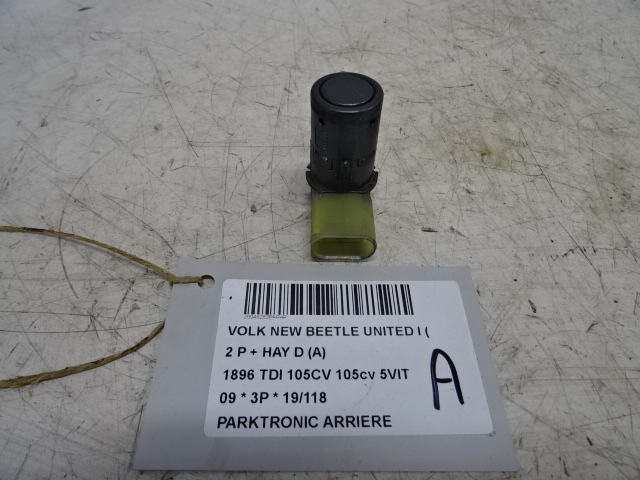 VOLK NEW BEETLE UNITED I (
2 P + HAY D (A)
1896 TDI 105CV 105cv 5VIT
09 * 3P * 19/118
PARKTRONIC ARRIERE
A